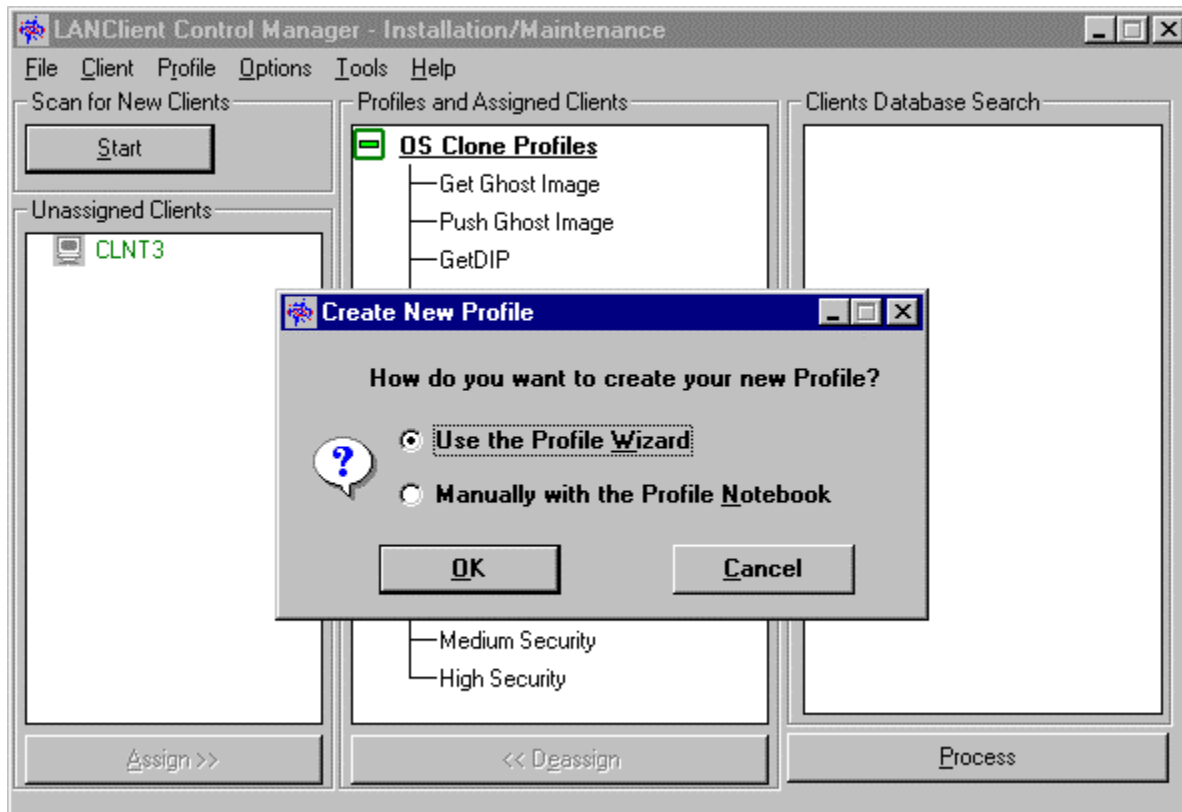 LANClient Control Manager - Installation/Maintenance
File Client Profile Options Tools Help
Scan for New Clients
Start
Unassigned Clients
CLNT3
Assign >>
Profiles and Assigned Clients
OS Clone Profiles
Get Ghost Image
Push Ghost Image
GetDIP
Medium Security
High Security
<< Deassign
Clients Database Search
Process
Create New Profile
How do you want to create your new Profile?
?
Use the Profile Wizard
Manually with the Profile Notebook
OK
Cancel